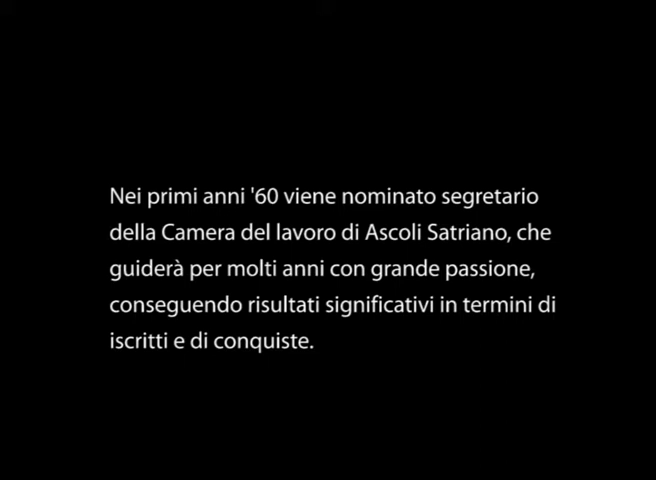 Nei primi anni '60 viene nominato segretario
della Camera del lavoro di Ascoli Satriano, che
guiderà per molti anni con grande passione,
conseguendo risultati significativi in termini di
iscritti e di conquiste.